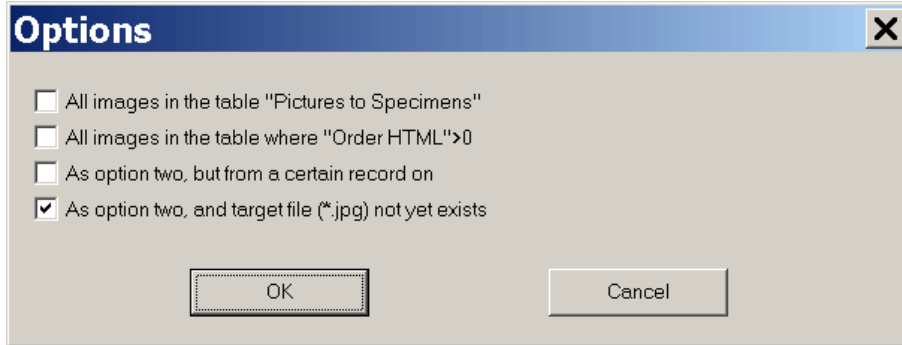 Options
All images in the table "Pictures to Specimens"
All images in the table where "Order HTML">0
As option two, but from a certain record on
As option two, and target file (*.jpg) not yet exists
OK
Cancel